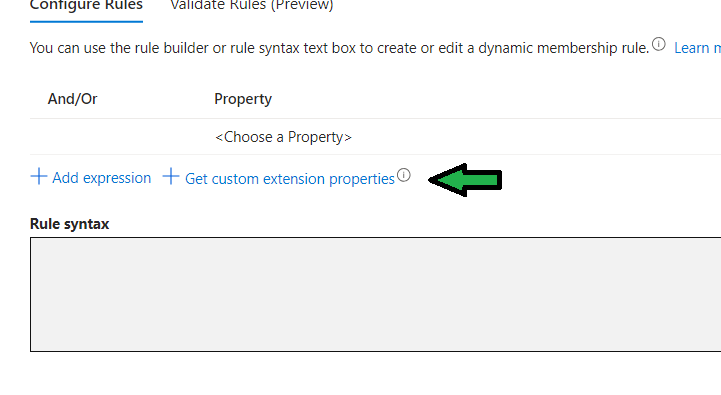 Configure Rules Validate Rules (Preview)
You can use the rule builder or rule syntax text box to create or edit a dynamic membership rule. Learn
And/Or Property
<Choose a Property>
Add expression Get custom extension properties
Rule syntax